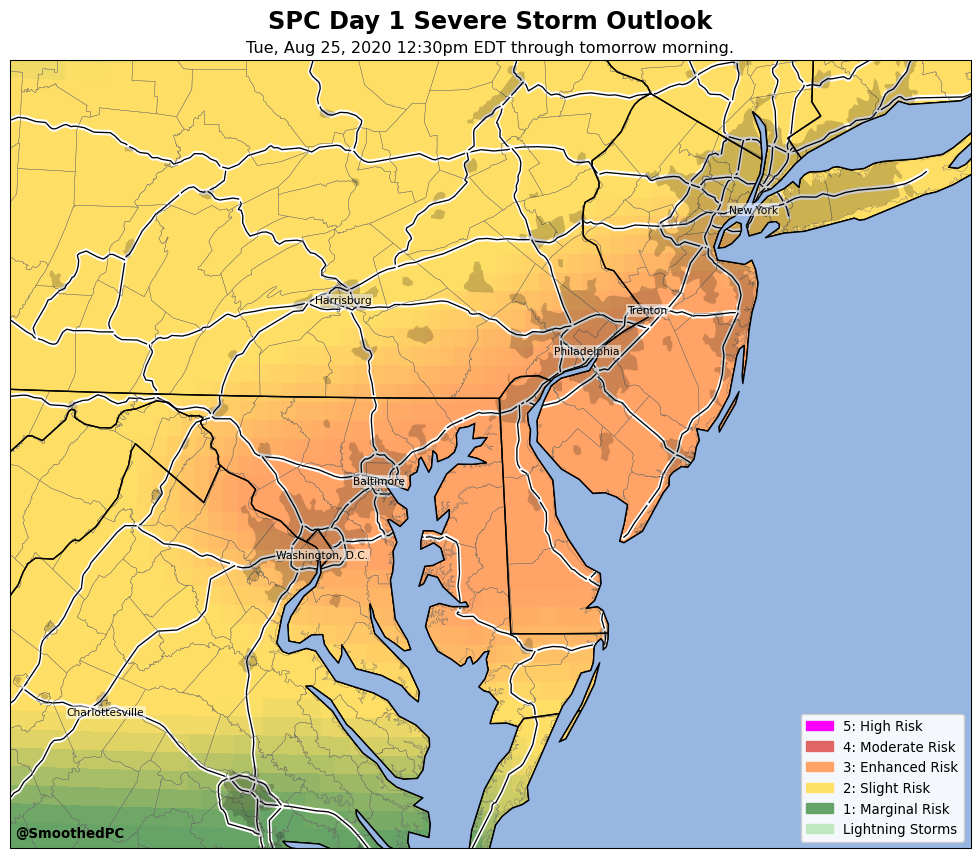 SPC Day 1 Severe Storm Outlook
Tue, Aug 25, 2020 12:30pm EDT through tomorrow morning.
New York
Harrisburg
Trenton
Philadelphia
Baltimore
Washington, D.C.
Charlottesville
5: High Risk
4: Moderate Risk
3: Enhanced Risk
2: Slight Risk
1: Marginal Risk
Lightning Storms
@SmoothedPC